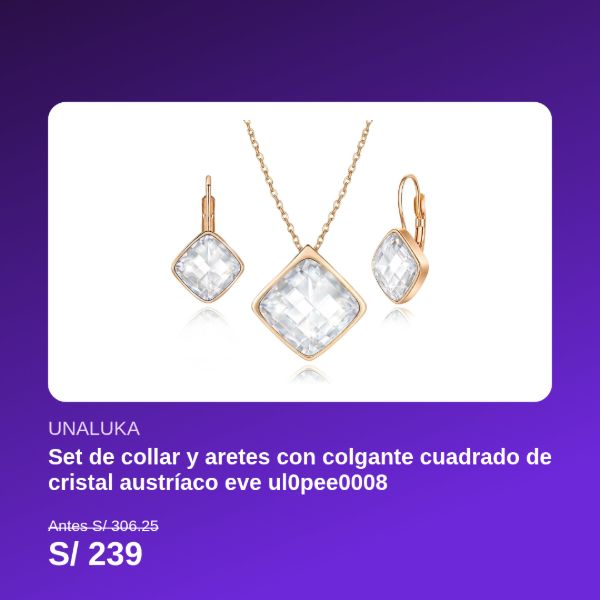 UNALUKA
Set de collar y aretes con colgante cuadrado de
cristal austríaco eve ul0pee0008
Antes S/ 306.25
S/ 239